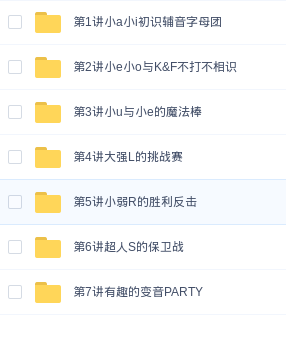 第1讲小a小i初识辅音字母团
第2讲小e小o与K&F不打不相识
第3讲小u与小e的魔法棒
第4讲大强L的挑战赛
第5讲小弱R的胜利反击
第6讲超人S的保卫战
第7讲有趣的变音PARTY